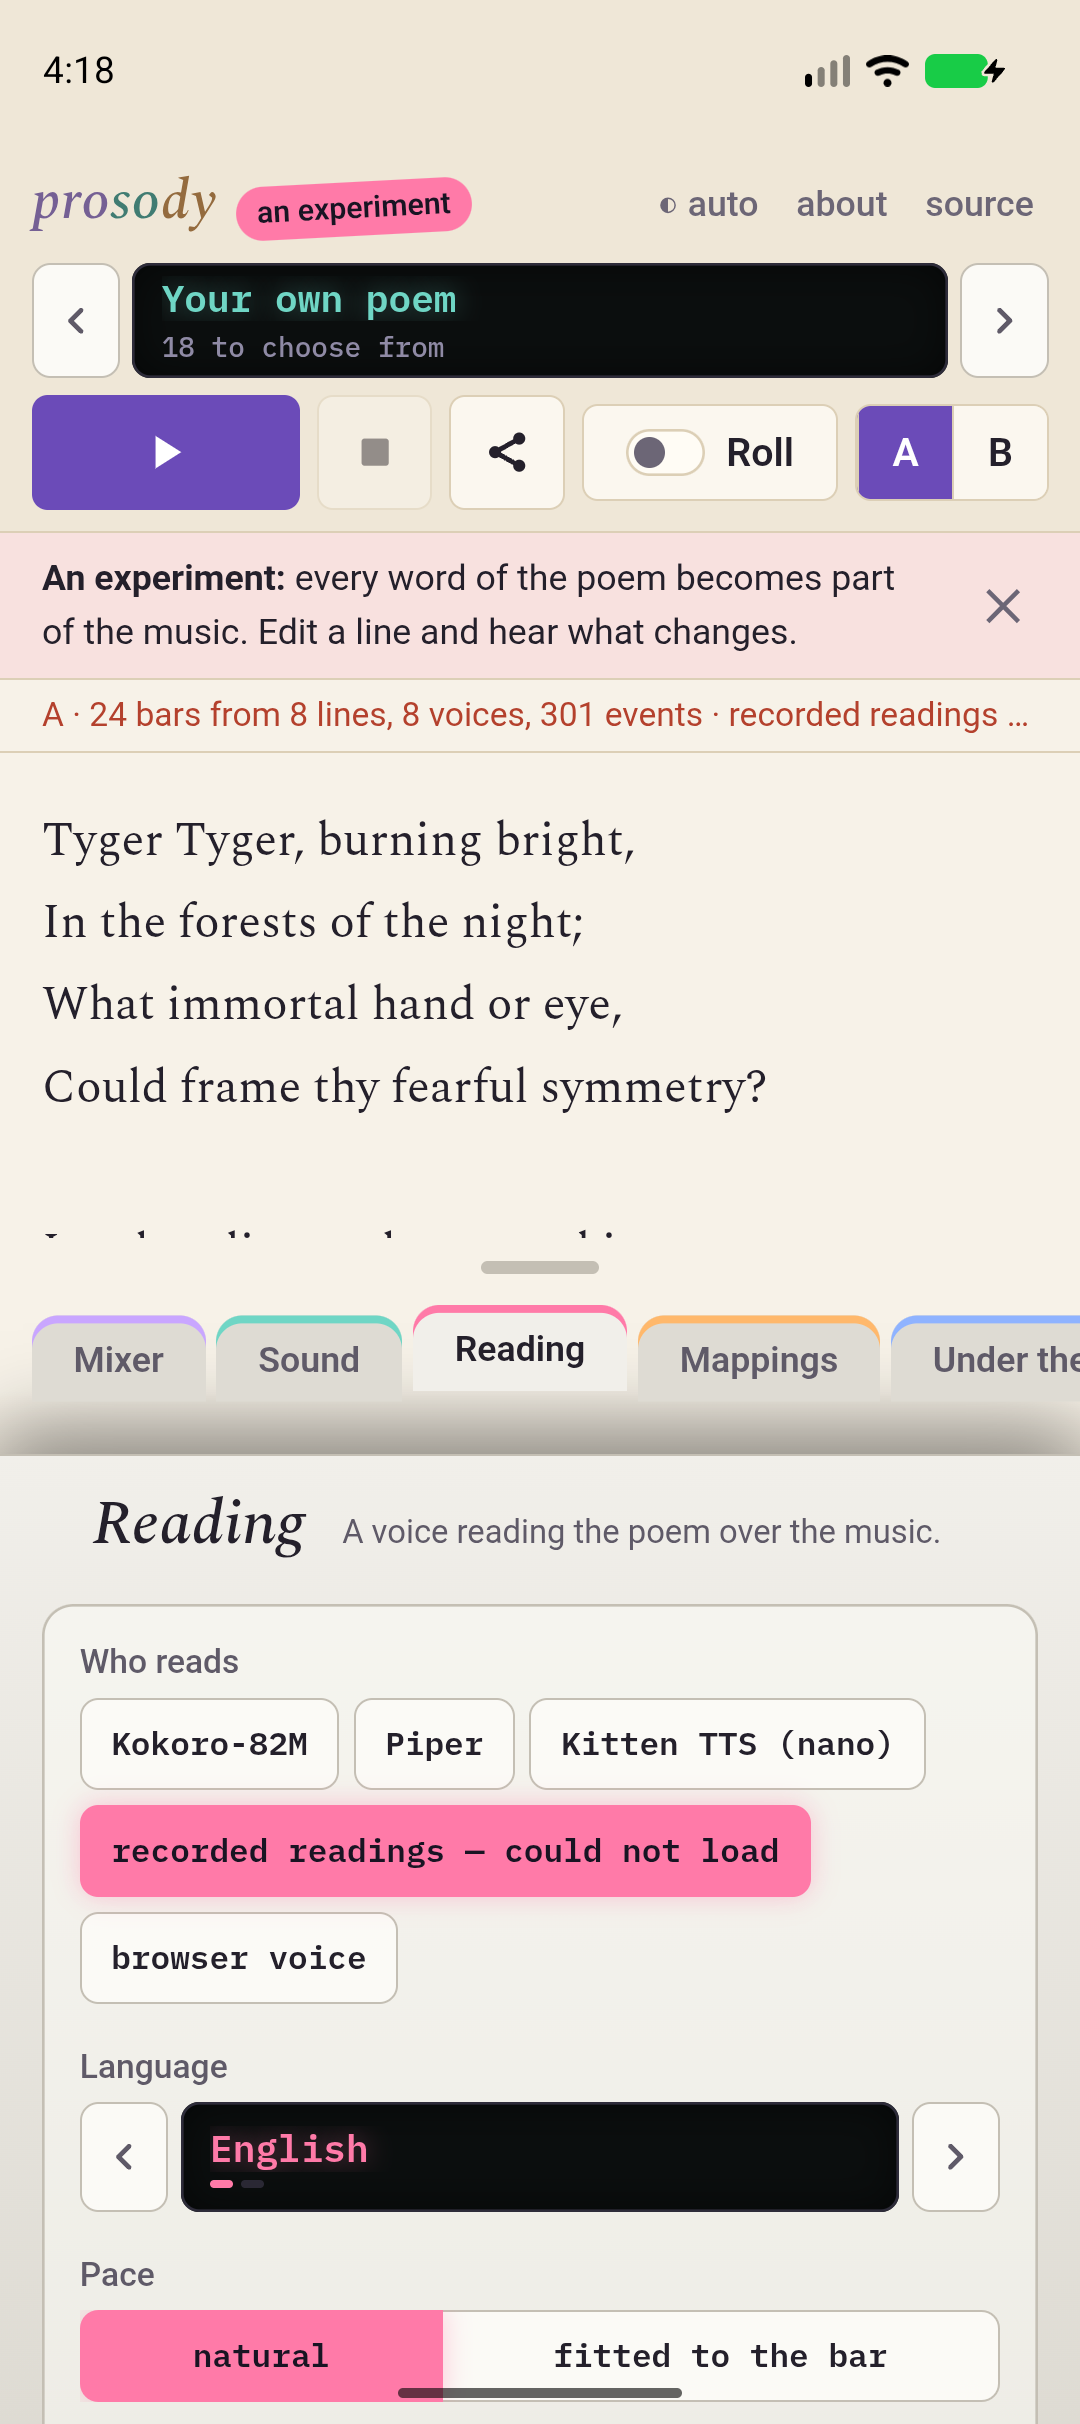 4:18
prosody an experiment auto about source
Your own poem
18 to choose from
Roll A B
An experiment: every word of the poem becomes part
of the music. Edit a line and hear what changes.
A · 24 bars from 8 lines, 8 voices, 301 events · recorded readings ...
Tyger Tyger, burning bright,
In the forests of the night;
What immortal hand or eye,
Could frame thy fearful symmetry?
Mixer Sound Reading Mappings Under the
Reading A voice reading the poem over the music.
Who reads
Kokoro-82M Piper Kitten TTS (nano)
recorded readings — could not load
browser voice
Language
English
Pace
natural fitted to the bar